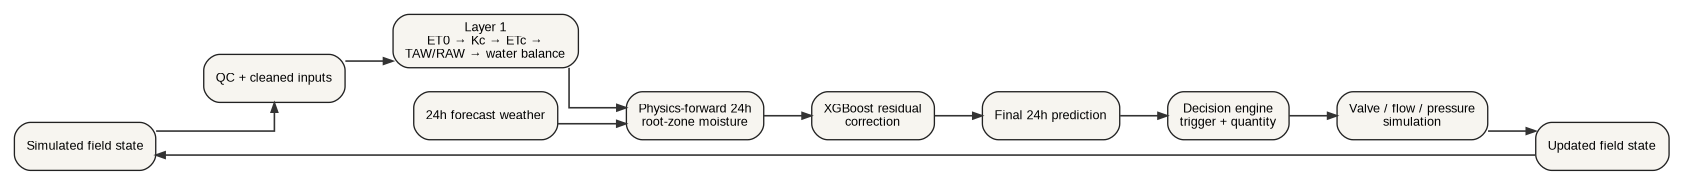 Layer 1
ET0 → Kc → ETc →
TAW/RAW → water balance
QC + cleaned inputs
24h forecast weather
Physics-forward 24h
root-zone moisture
XGBoost residual
correction
Final 24h prediction
Decision engine
trigger + quantity
Valve / flow / pressure
simulation
Simulated field state
Updated field state